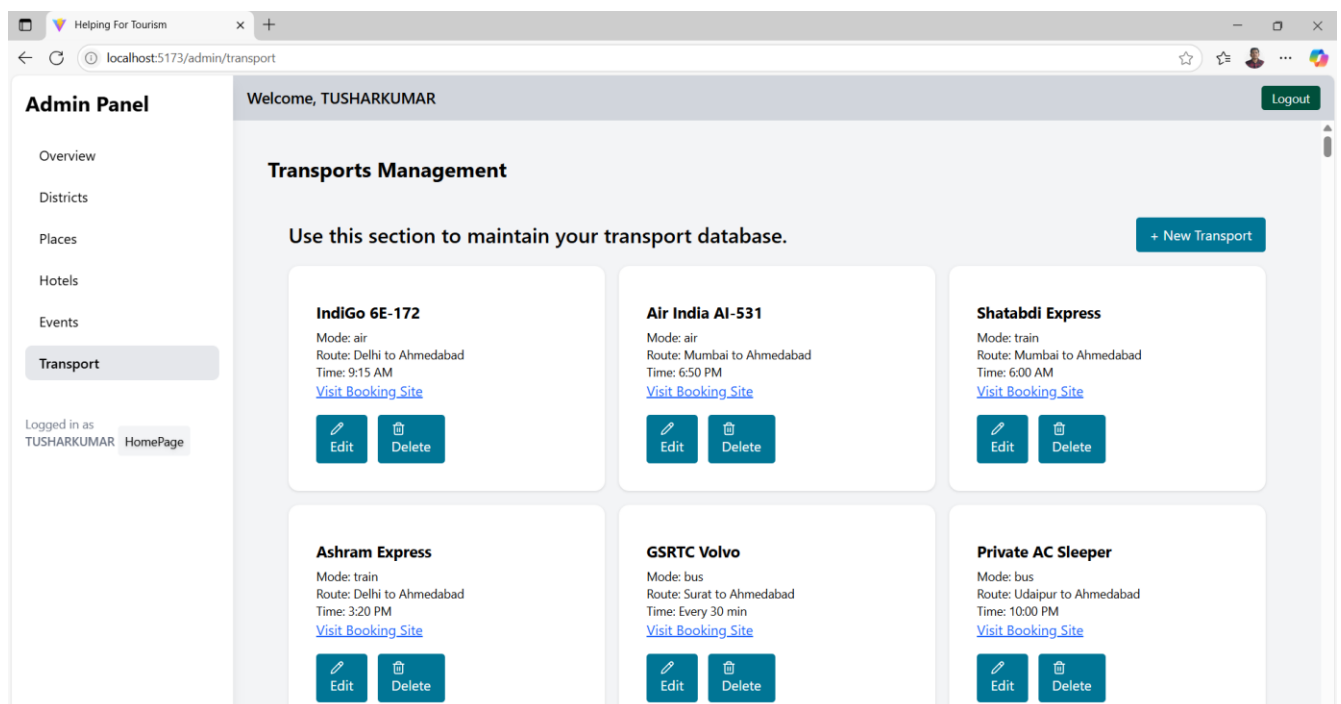 Helping For Tourism
localhost:5173/admin/transport
Admin Panel
Welcome, TUSHARKUMAR
Logout
Overview
Districts
Places
Hotels
Events
Transport
Logged in as
TUSHARKUMAR HomePage
Transports Management
Use this section to maintain your transport database.
+ New Transport
IndiGo 6E-172
Mode: air
Route: Delhi to Ahmedabad
Time: 9:15 AM
Visit Booking Site
Edit
Delete
Air India AI-531
Mode: air
Route: Mumbai to Ahmedabad
Time: 6:50 PM
Visit Booking Site
Edit
Delete
Shatabdi Express
Mode: train
Route: Mumbai to Ahmedabad
Time: 6:00 AM
Visit Booking Site
Edit
Delete
Ashram Express
Mode: train
Route: Delhi to Ahmedabad
Time: 3:20 PM
Visit Booking Site
Edit
Delete
GSRTC Volvo
Mode: bus
Route: Surat to Ahmedabad
Time: Every 30 min
Visit Booking Site
Edit
Delete
Private AC Sleeper
Mode: bus
Route: Udaipur to Ahmedabad
Time: 10:00 PM
Visit Booking Site
Edit
Delete